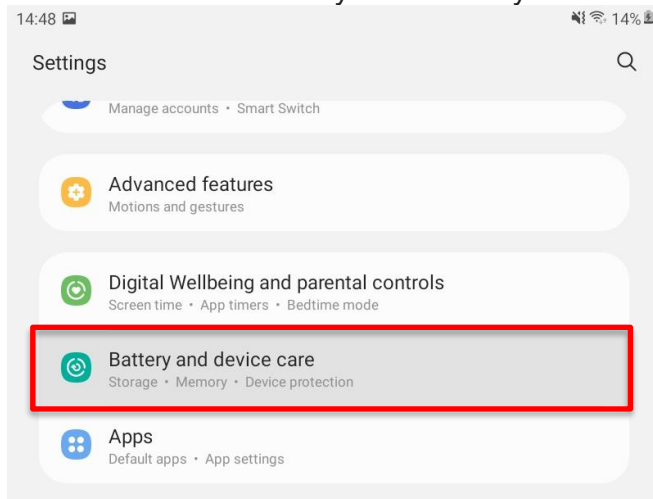 14:48 14%
Settings
Manage accounts • Smart Switch
Advanced features
Motions and gestures
Digital Wellbeing and parental controls
Screen time • App timers • Bedtime mode
Battery and device care
Storage • Memory • Device protection
Apps
Default apps • App settings